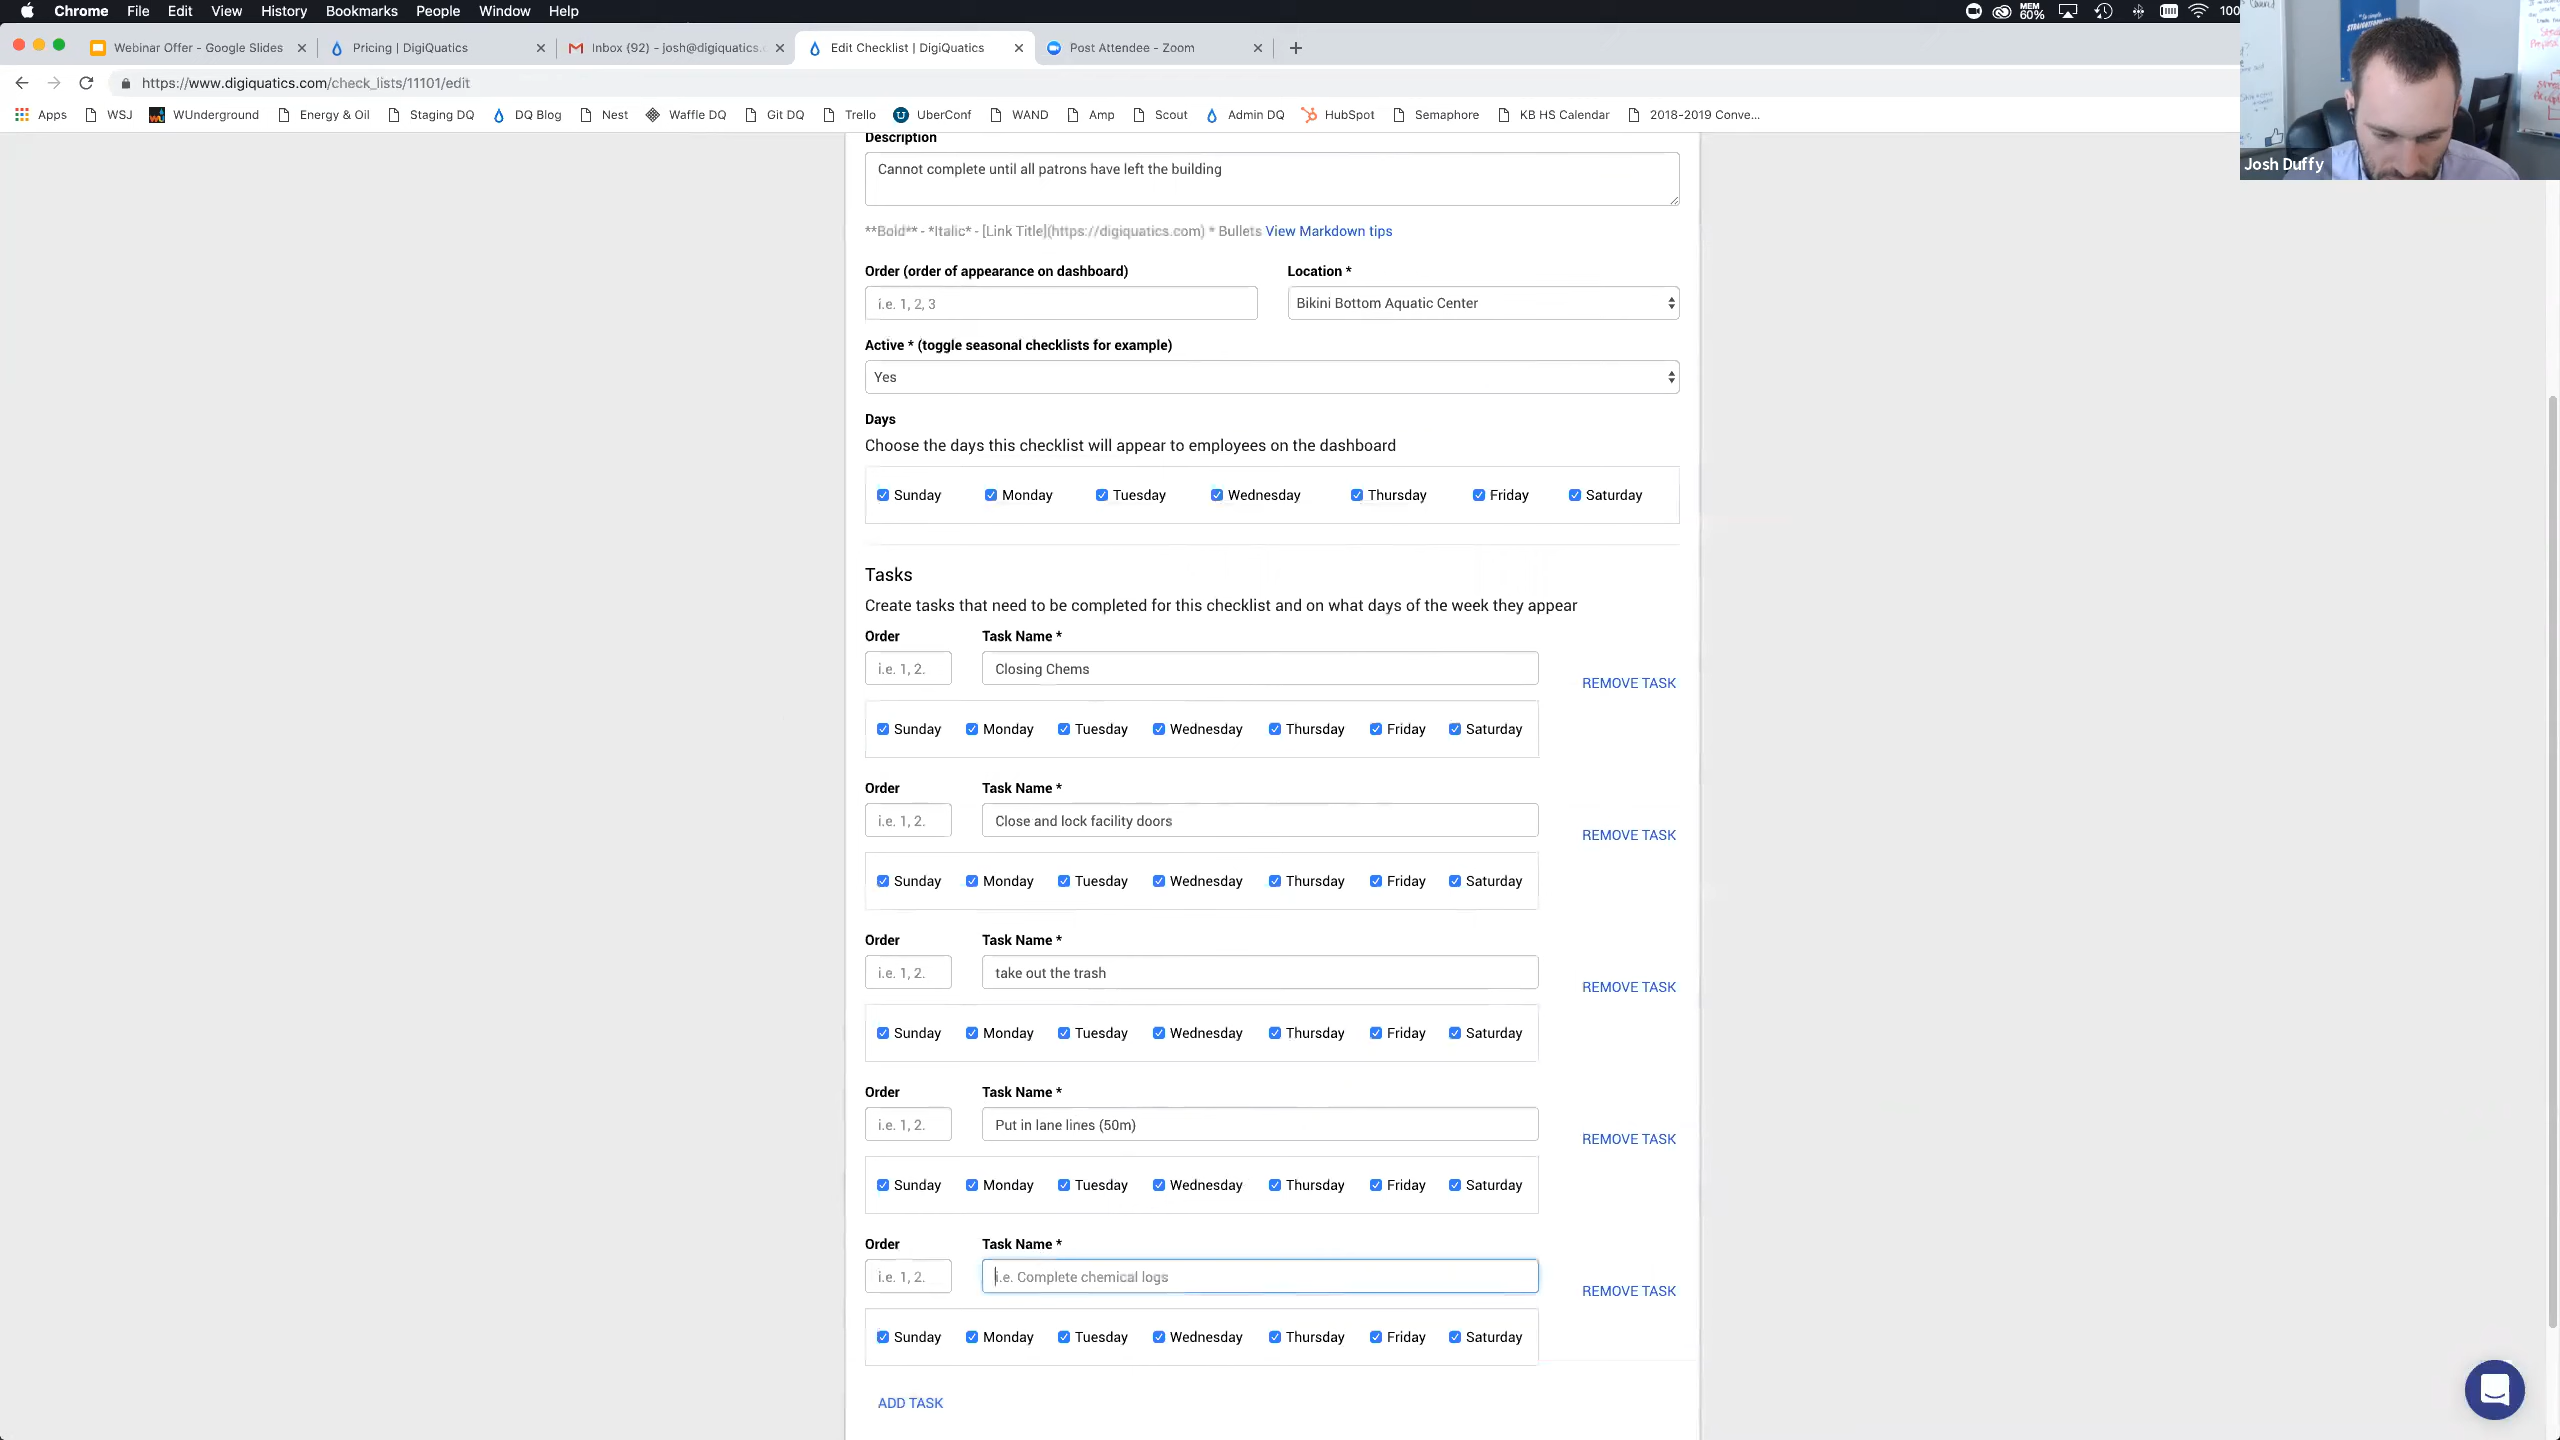 Chrome File Edit View History Bookmarks People Window Help MEM 60% 100
Webinar Offer - Google Slides Pricing | DigiQuatics Inbox (92) - josh@digiquatics.c Edit Checklist | DigiQuatics Post Attendee - Zoom
https://www.digiquatics.com/check_lists/11101/edit
Apps WSJ WUnderground Energy & Oil Staging DQ DQ Blog Nest Waffle DQ Git DQ Trello UberConf WAND Amp Scout Admin DQ HubSpot Semaphore KB HS Calendar 2018-2019 Conve...
Josh Duffy
Description
Cannot complete until all patrons have left the building
**Bold** - *Italic* - [Link Title](https://digiquatics.com) * Bullets View Markdown tips
Order (order of appearance on dashboard) Location *
i.e. 1, 2, 3 Bikini Bottom Aquatic Center
Active * (toggle seasonal checklists for example)
Yes
Days
Choose the days this checklist will appear to employees on the dashboard
Sunday Monday Tuesday Wednesday Thursday Friday Saturday
Tasks
Create tasks that need to be completed for this checklist and on what days of the week they appear
Order Task Name *
i.e. 1, 2. Closing Chems
REMOVE TASK
Sunday Monday Tuesday Wednesday Thursday Friday Saturday
Order Task Name *
i.e. 1, 2. Close and lock facility doors
REMOVE TASK
Sunday Monday Tuesday Wednesday Thursday Friday Saturday
Order Task Name *
i.e. 1, 2. take out the trash
REMOVE TASK
Sunday Monday Tuesday Wednesday Thursday Friday Saturday
Order Task Name *
i.e. 1, 2. Put in lane lines (50m)
REMOVE TASK
Sunday Monday Tuesday Wednesday Thursday Friday Saturday
Order Task Name *
i.e. 1, 2. i.e. Complete chemical logs
REMOVE TASK
Sunday Monday Tuesday Wednesday Thursday Friday Saturday
ADD TASK